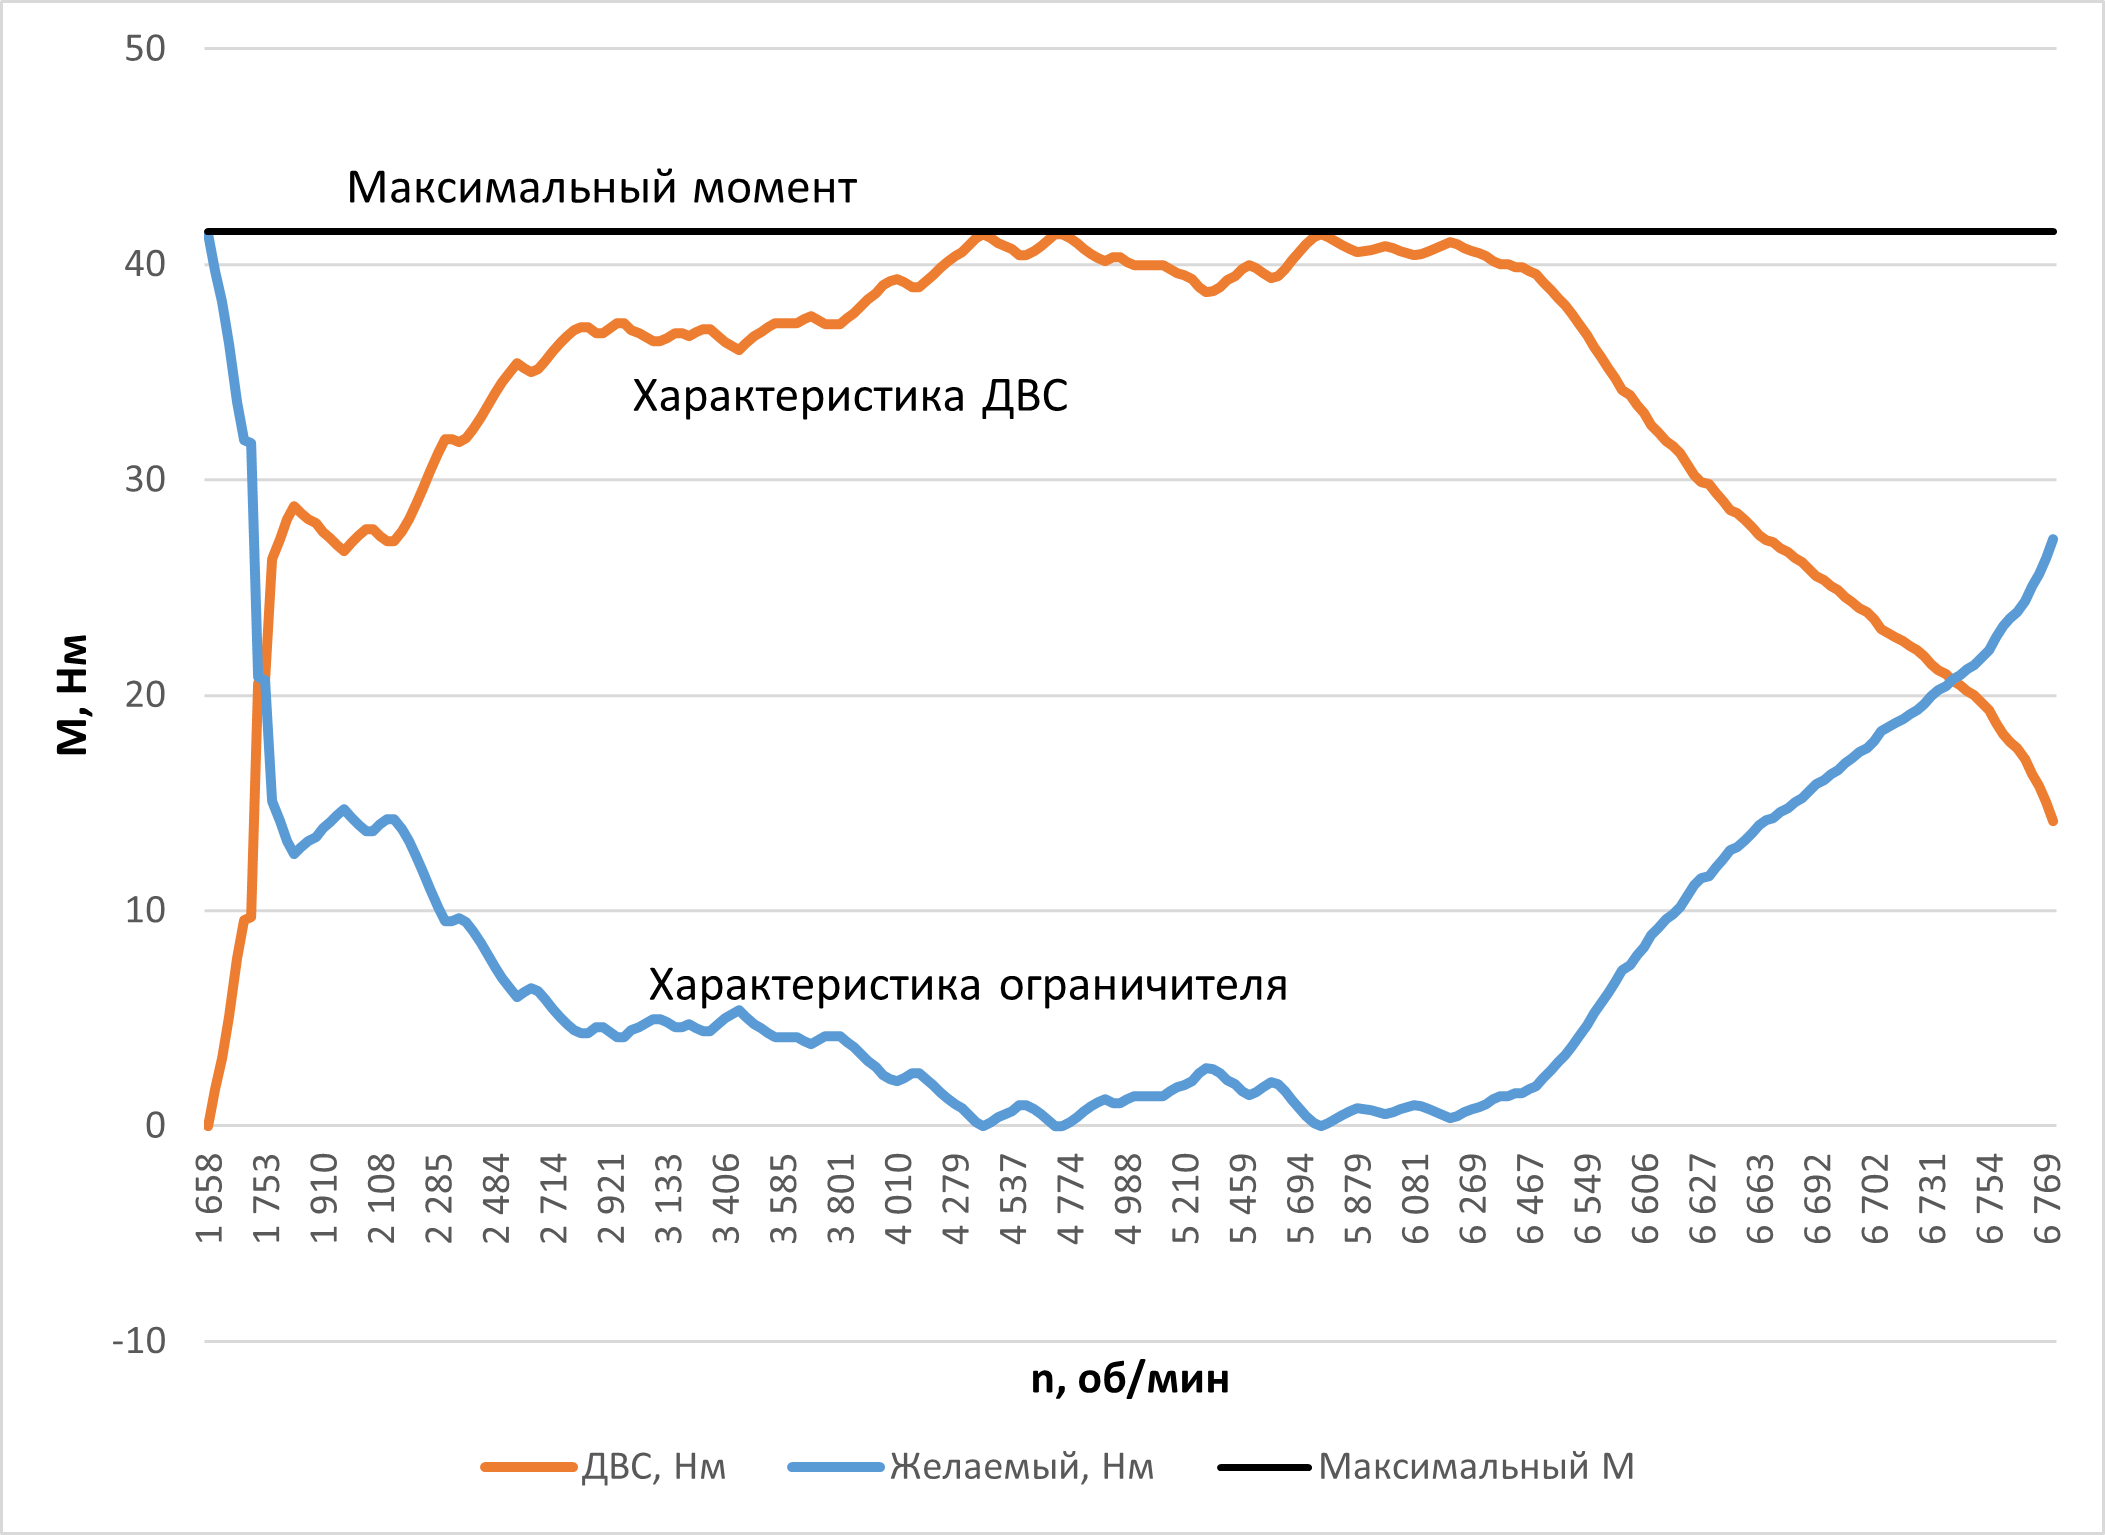 50
Максимальный момент
40
Характеристика ДВС
30
М, Нм
20
10
Характеристика ограничителя
0
-10
1 658 1 753 1 910 2 108 2 285 2 484 2 714 2 921 3 133 3 406 3 585 3 801 4 010 4 279 4 537 4 774 4 988 5 210 5 459 5 694 5 879 6 081 6 269 6 467 6 549 6 606 6 627 6 663 6 692 6 702 6 731 6 754 6 769
n, об/мин
ДВС, Нм Желаемый, Нм Максимальный М